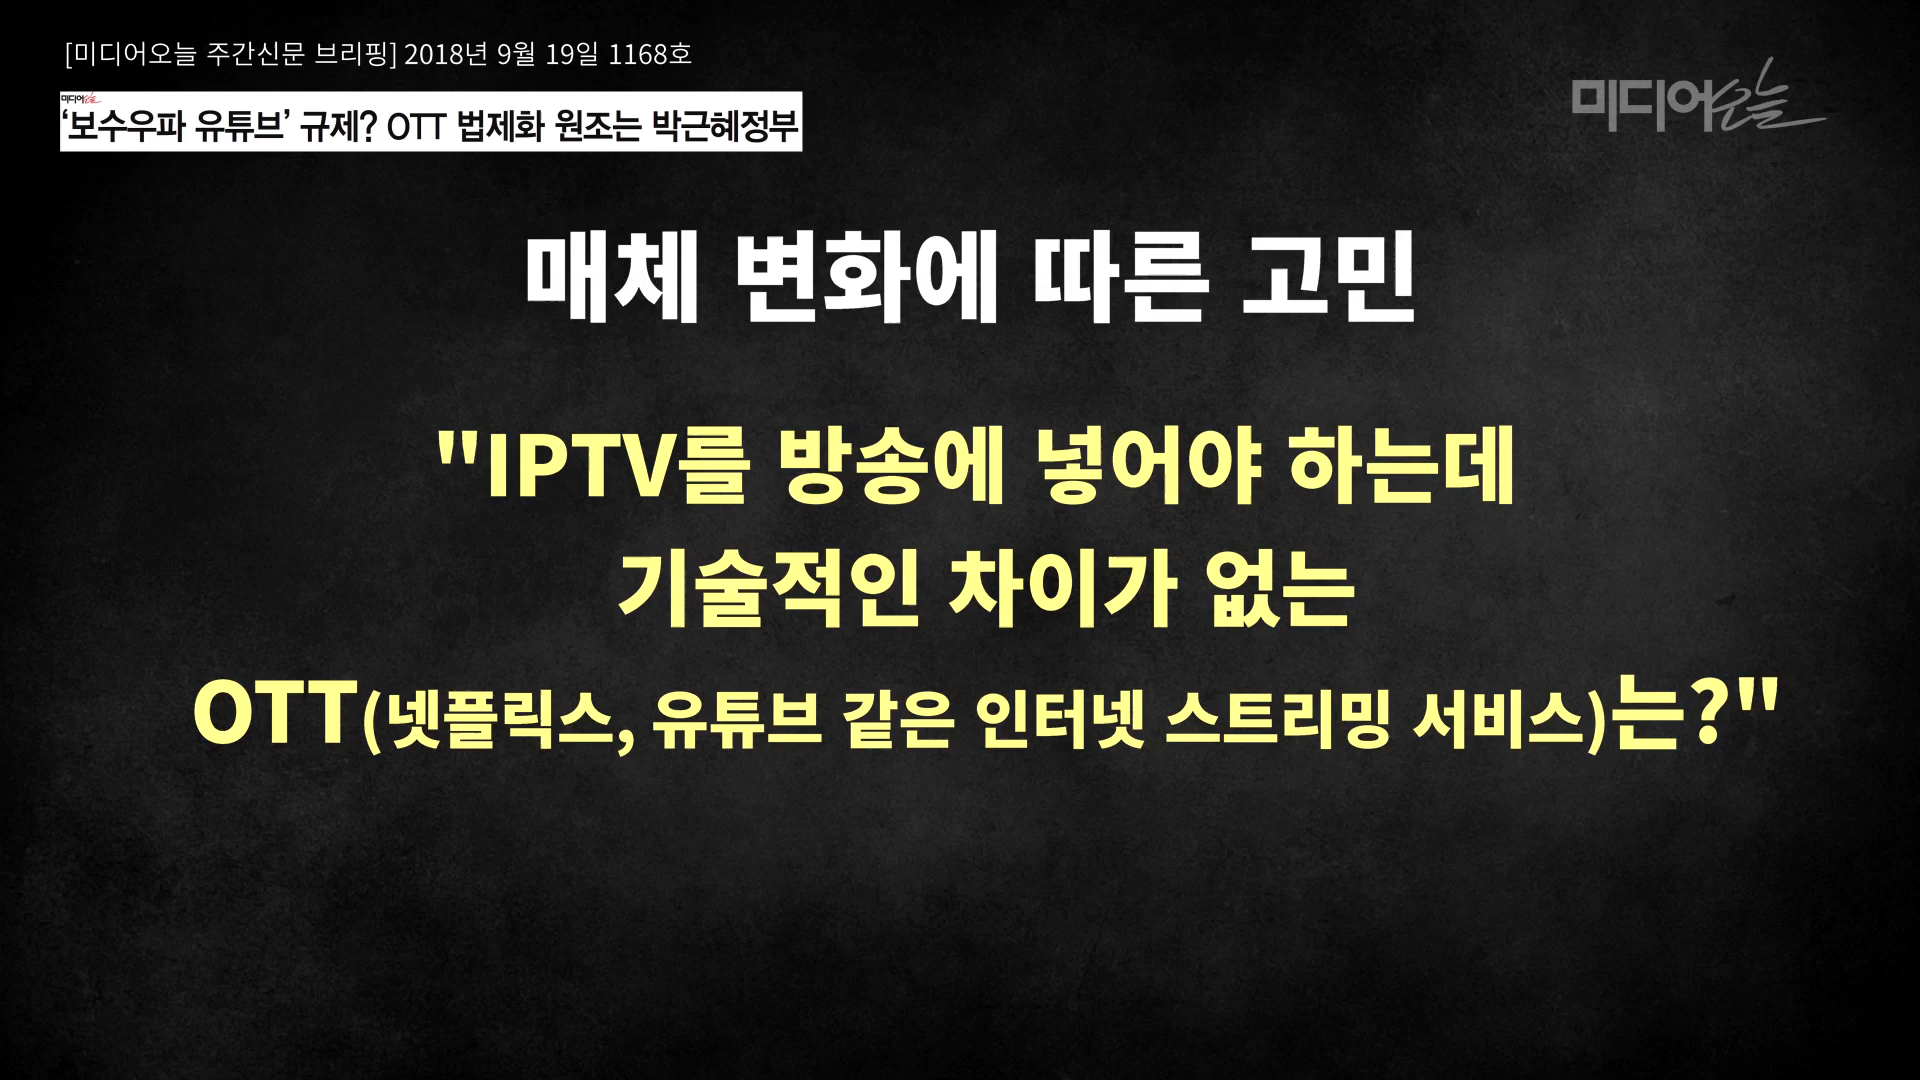 [미디어오늘 주간신문 브리핑] 2018년 9월 19일 1168호
미디어오늘
미디어오늘
‘보수우파 유튜브’ 규제? OTT 법제화 원조는 박근혜정부
매체 변화에 따른 고민
"IPTV를 방송에 넣어야 하는데
기술적인 차이가 없는
OTT(넷플릭스, 유튜브 같은 인터넷 스트리밍 서비스)는?"